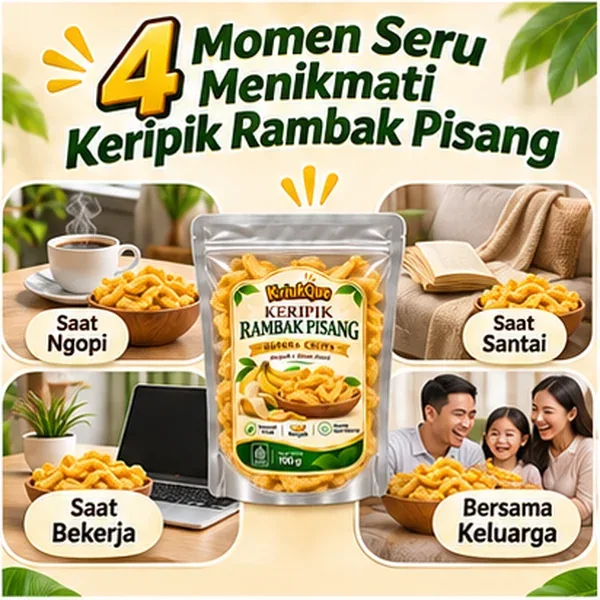 4 Momen Seru
Menikmati
Keripik Rambak Pisang
Saat
Ngopi
Saat
Santai
KriukQue
KERIPIK
RAMBAK PISANG
100 g
Saat
Bekerja
Bersama
Keluarga